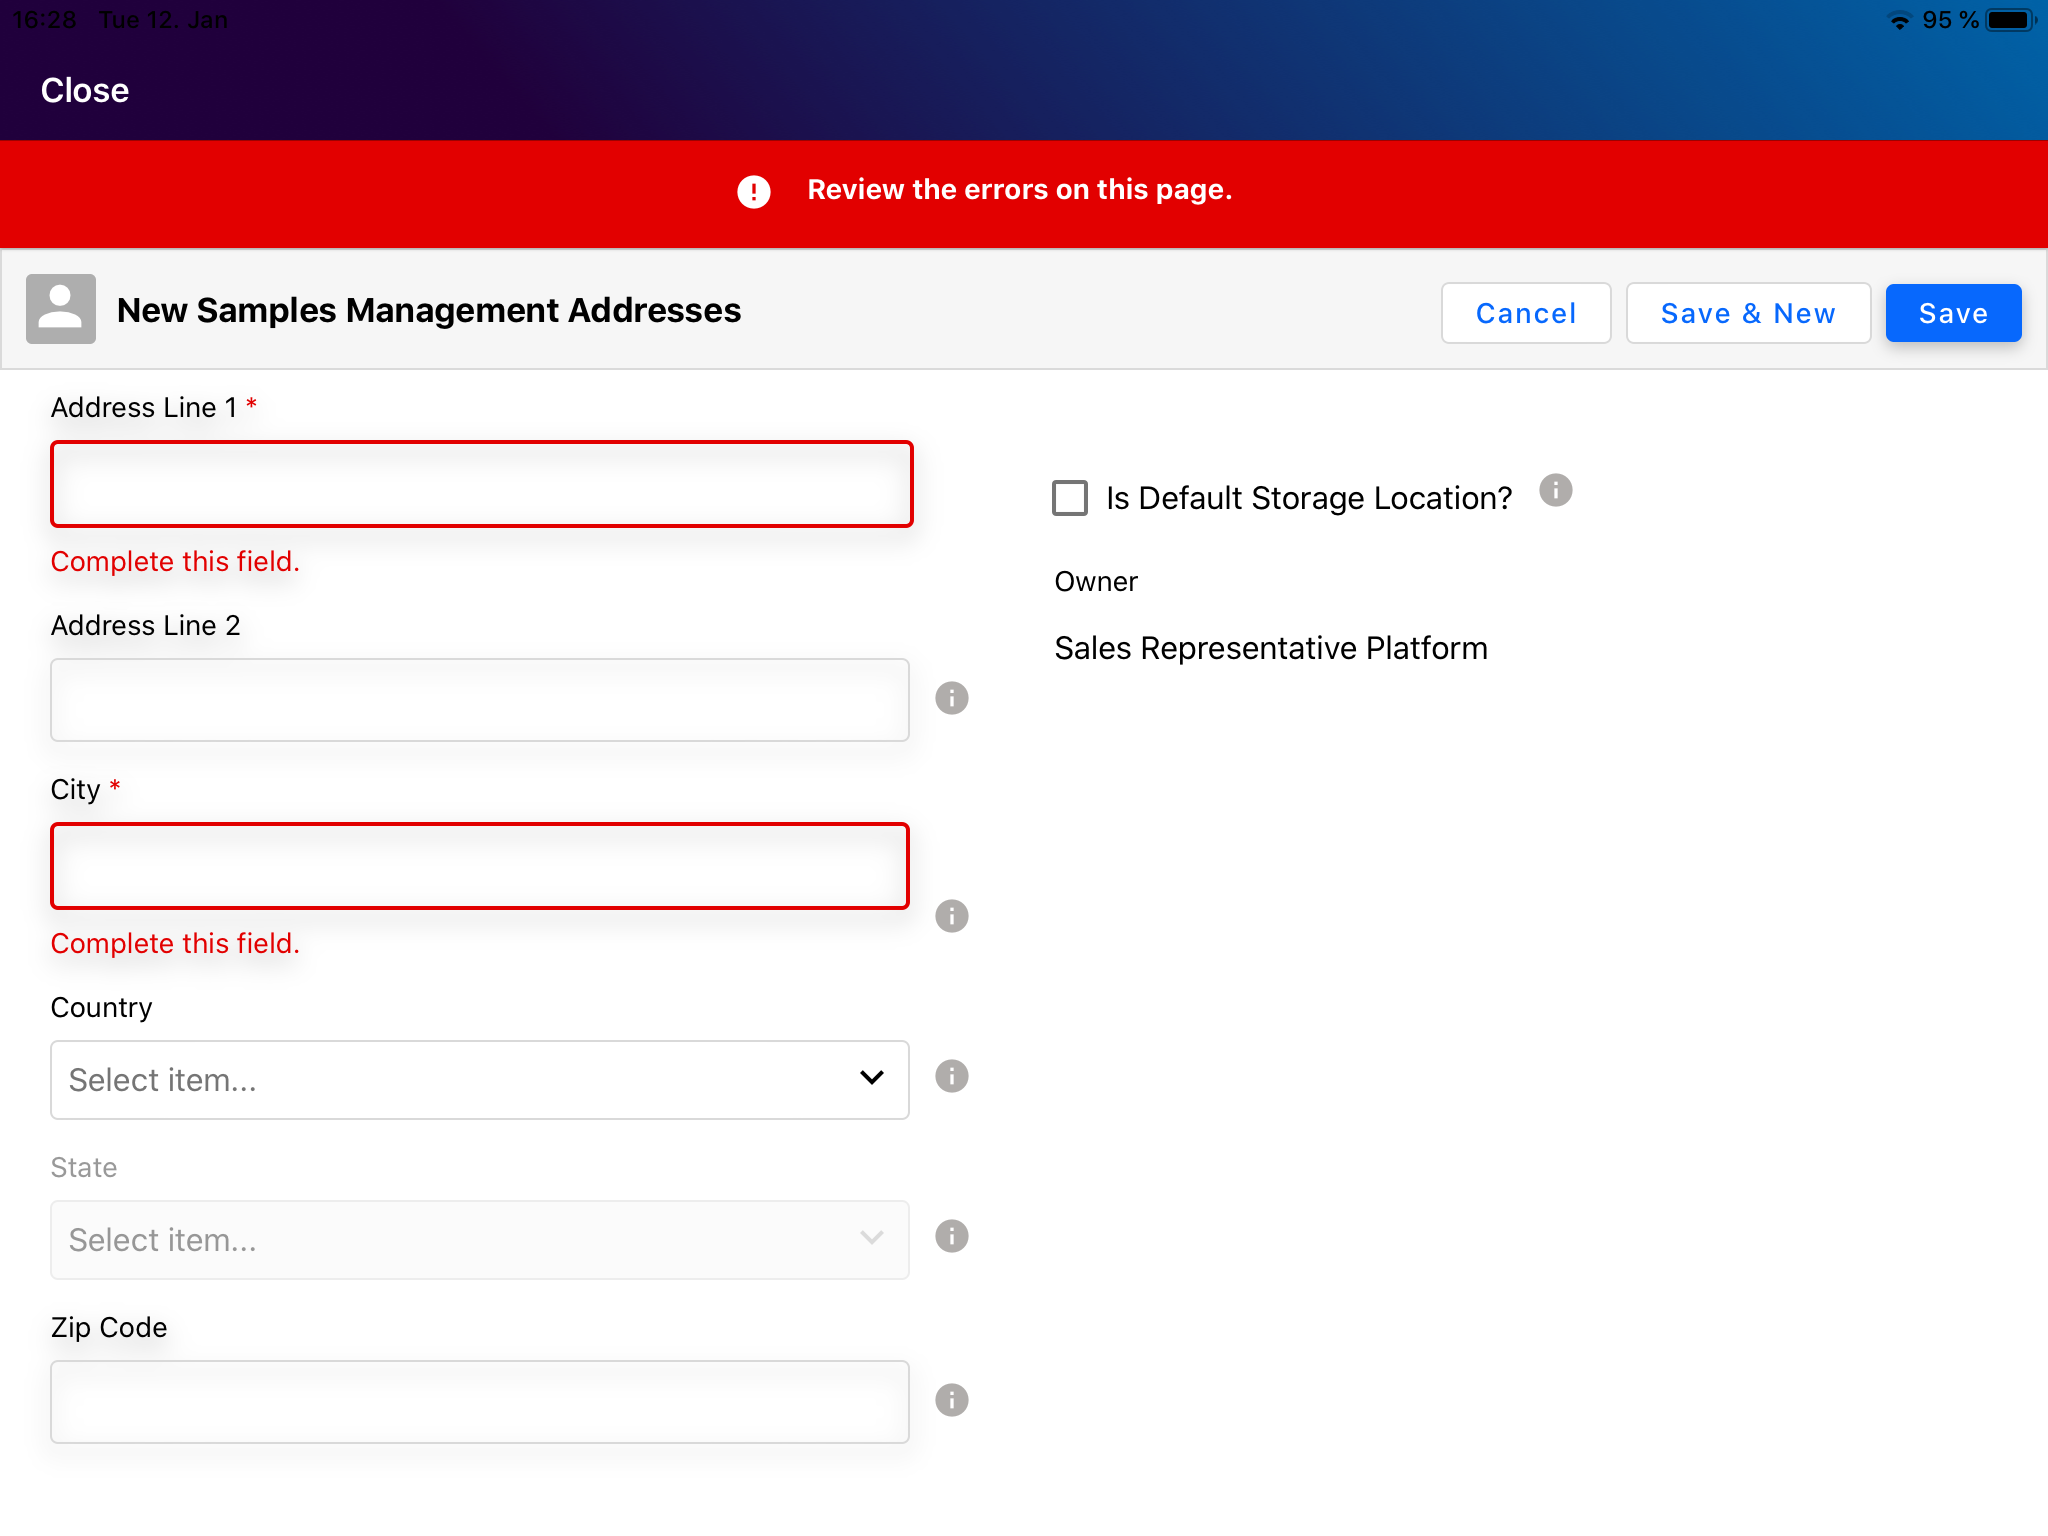 16:28 Tue 12. Jan
95 %
Close
Review the errors on this page.
New Samples Management Addresses
Cancel
Save & New
Save
Address Line 1 *
Complete this field.
Is Default Storage Location?
Owner
Sales Representative Platform
Address Line 2
City *
Complete this field.
Country
Select item...
State
Select item...
Zip Code